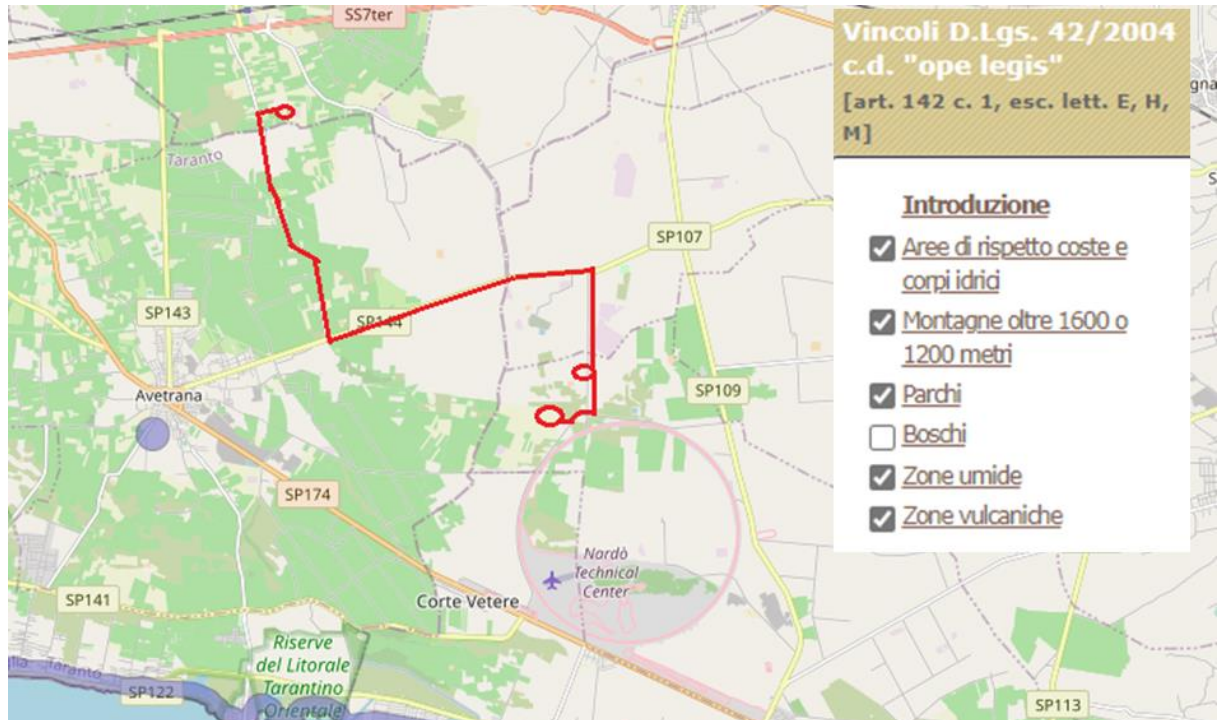 SS7ter
Taranto
SP107
SP143
SP144
Avetrana
SP109
SP174
Nardò
Technical
Center
SP141
Corte Vetere
Riserve
del Litorale
Tarantino
Orientale
Taranto
SP122
SP113
Vincoli D.Lgs. 42/2004
c.d. "ope legis"
[art. 142 c. 1, esc. lett. E, H,
M]
Introduzione
Aree di rispetto coste e
corpi idrici
Montagne oltre 1600 o
1200 metri
Parchi
Boschi
Zone umide
Zone vulcaniche